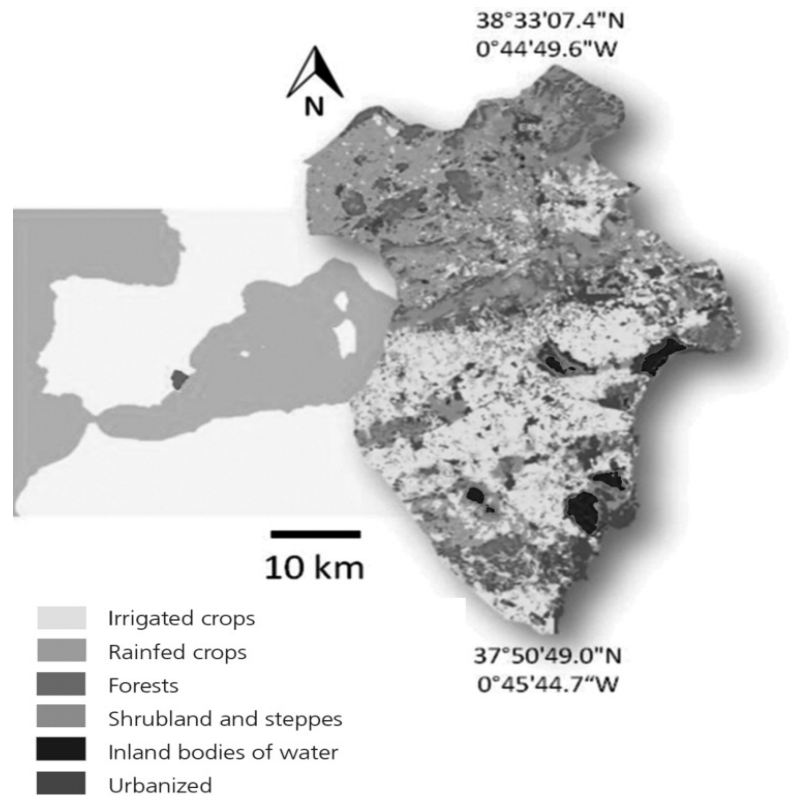 38°33'07.4"N
0°44'49.6"W
N
10 km
37°50'49.0"N
0°45'44.7“W
Irrigated crops
Rainfed crops
Forests
Shrubland and steppes
Inland bodies of water
Urbanized